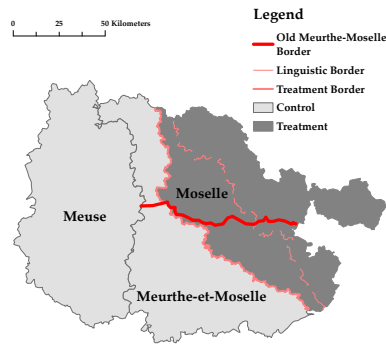 0 25 50 Kilometers
Legend
Old Meurthe-Moselle
Border
Linguistic Border
Treatment Border
Control
Treatment
Moselle
Meuse
Meurthe-et-Moselle